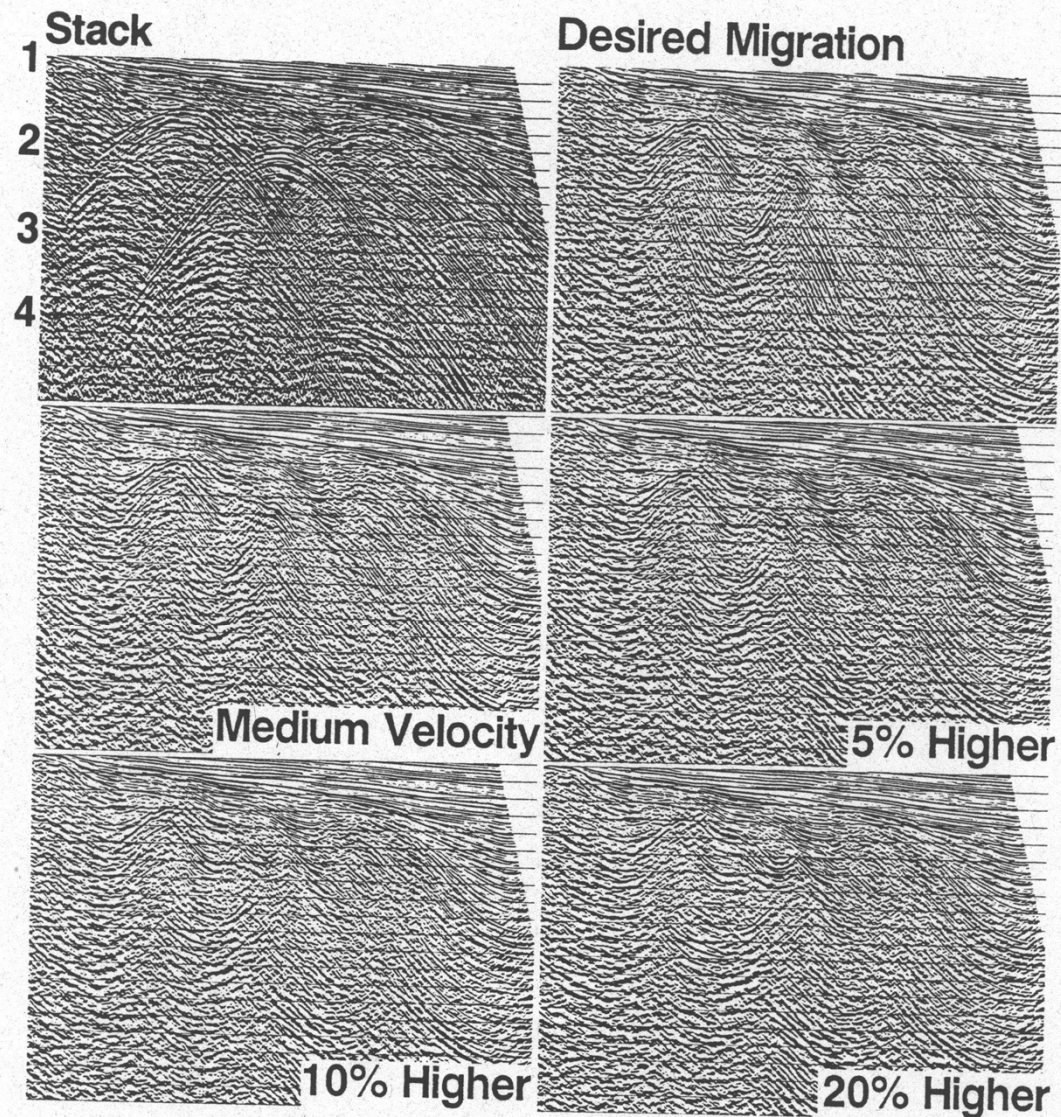 Stack
Desired Migration
1
2
3
4
Medium Velocity
5% Higher
10% Higher
20% Higher